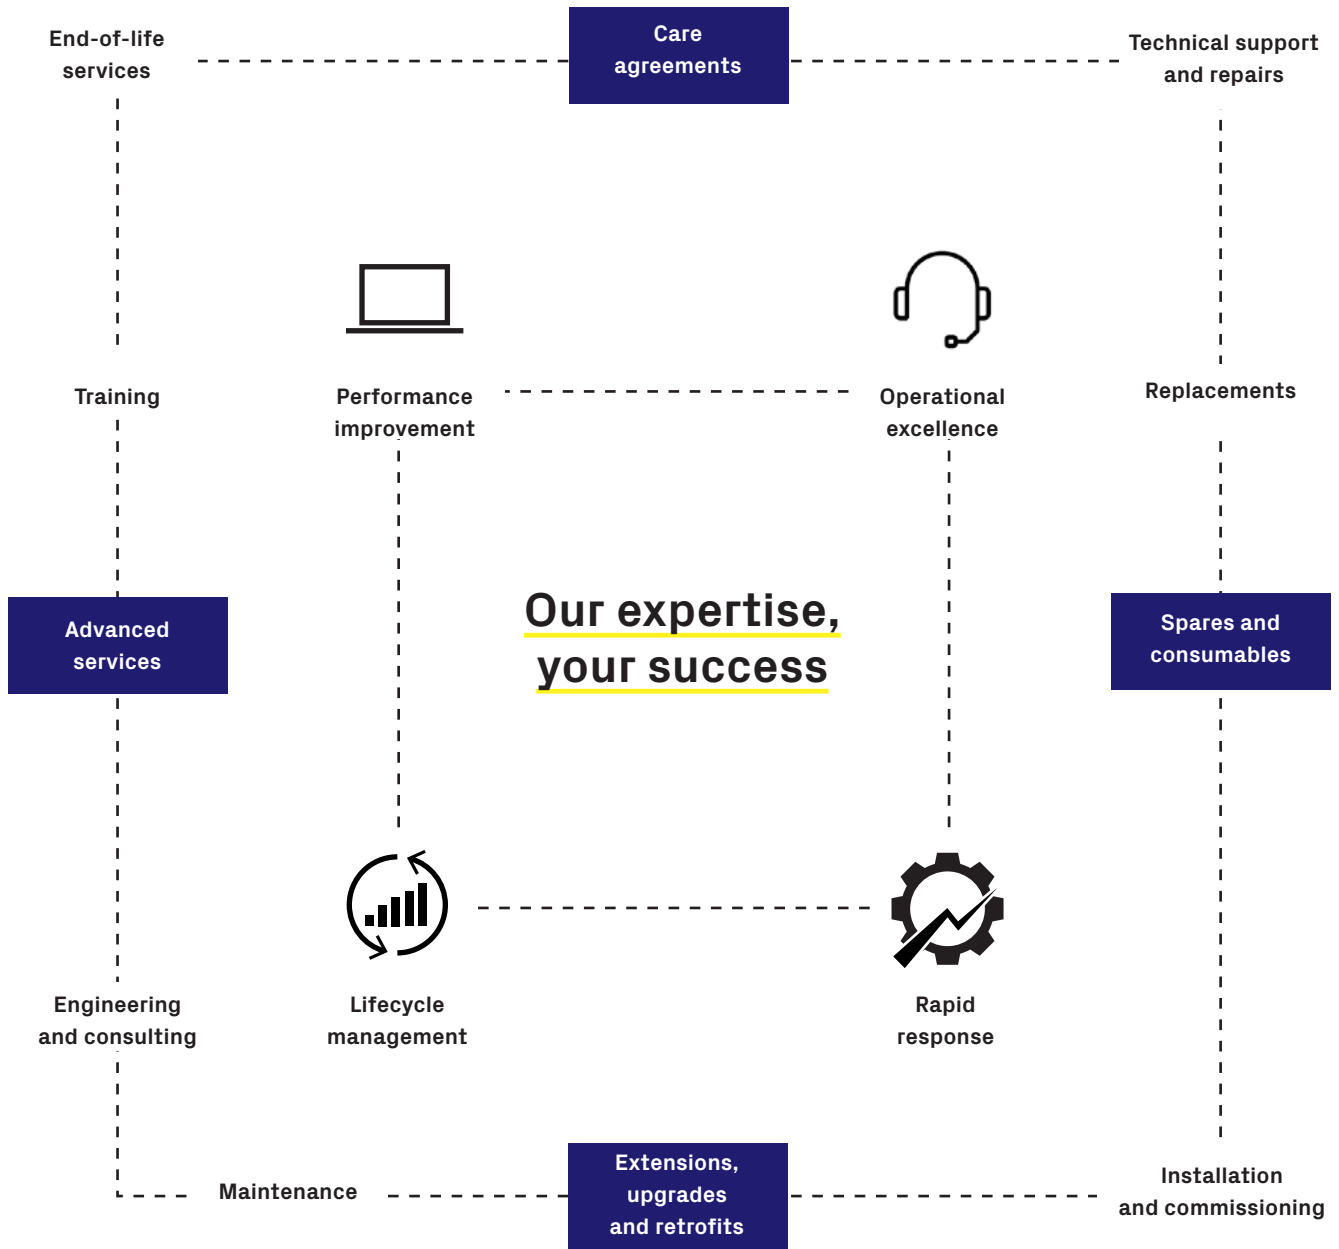 End-of-life
services
Care
agreements
Technical support
and repairs
Training
Performance
improvement
Operational
excellence
Replacements
Advanced
services
Our expertise,
your success
Spares and
consumables
Engineering
and consulting
Lifecycle
management
Rapid
response
Maintenance
Extensions,
upgrades
and retrofits
Installation
and commissioning